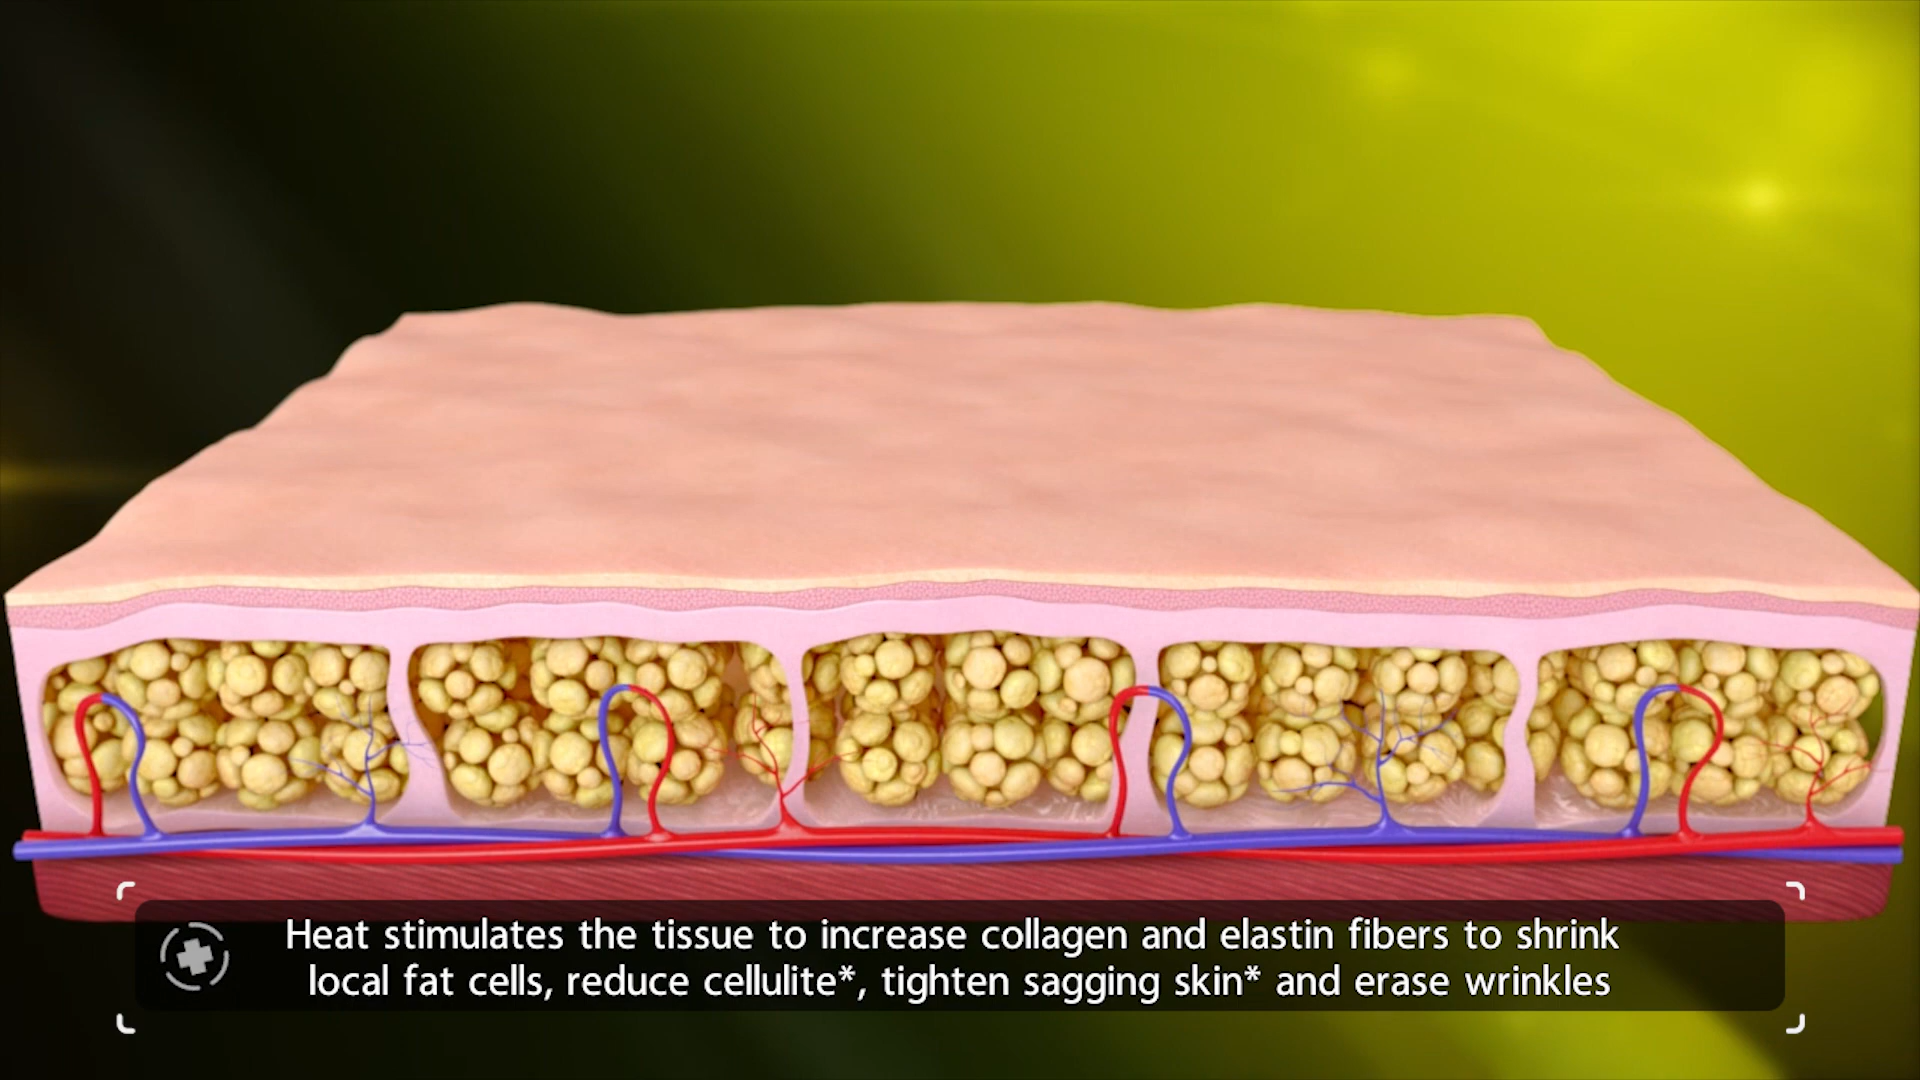 Heat stimulates the tissue to increase collagen and elastin fibers to shrink
local fat cells, reduce cellulite*, tighten sagging skin* and erase wrinkles